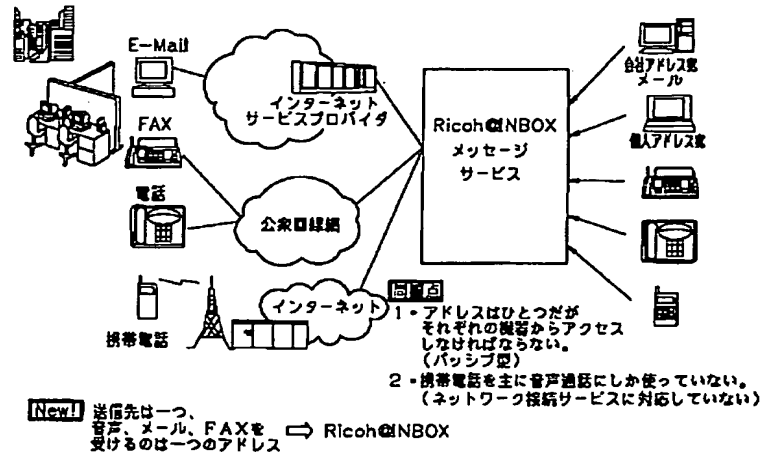 E-Mail
インターネット
サービスプロバイダ
FAX
電話
公衆回線網
携帯電話
インターネット
Ricoh@INBOX
メッセージ
サービス
会社アドレス宛
メール
個人アドレス宛
問題点
1・アドレスはひとつだが
それぞれの機器からアクセス
しなければならない。
(パッシブ型)
2・携帯電話を主に音声通話にしか使っていない。
(ネットワーク接続サービスに対応していない)
New! 送信先は一つ、
音声、メール、FAXを
受けるのは一つのアドレス ⇨ Ricoh@INBOX